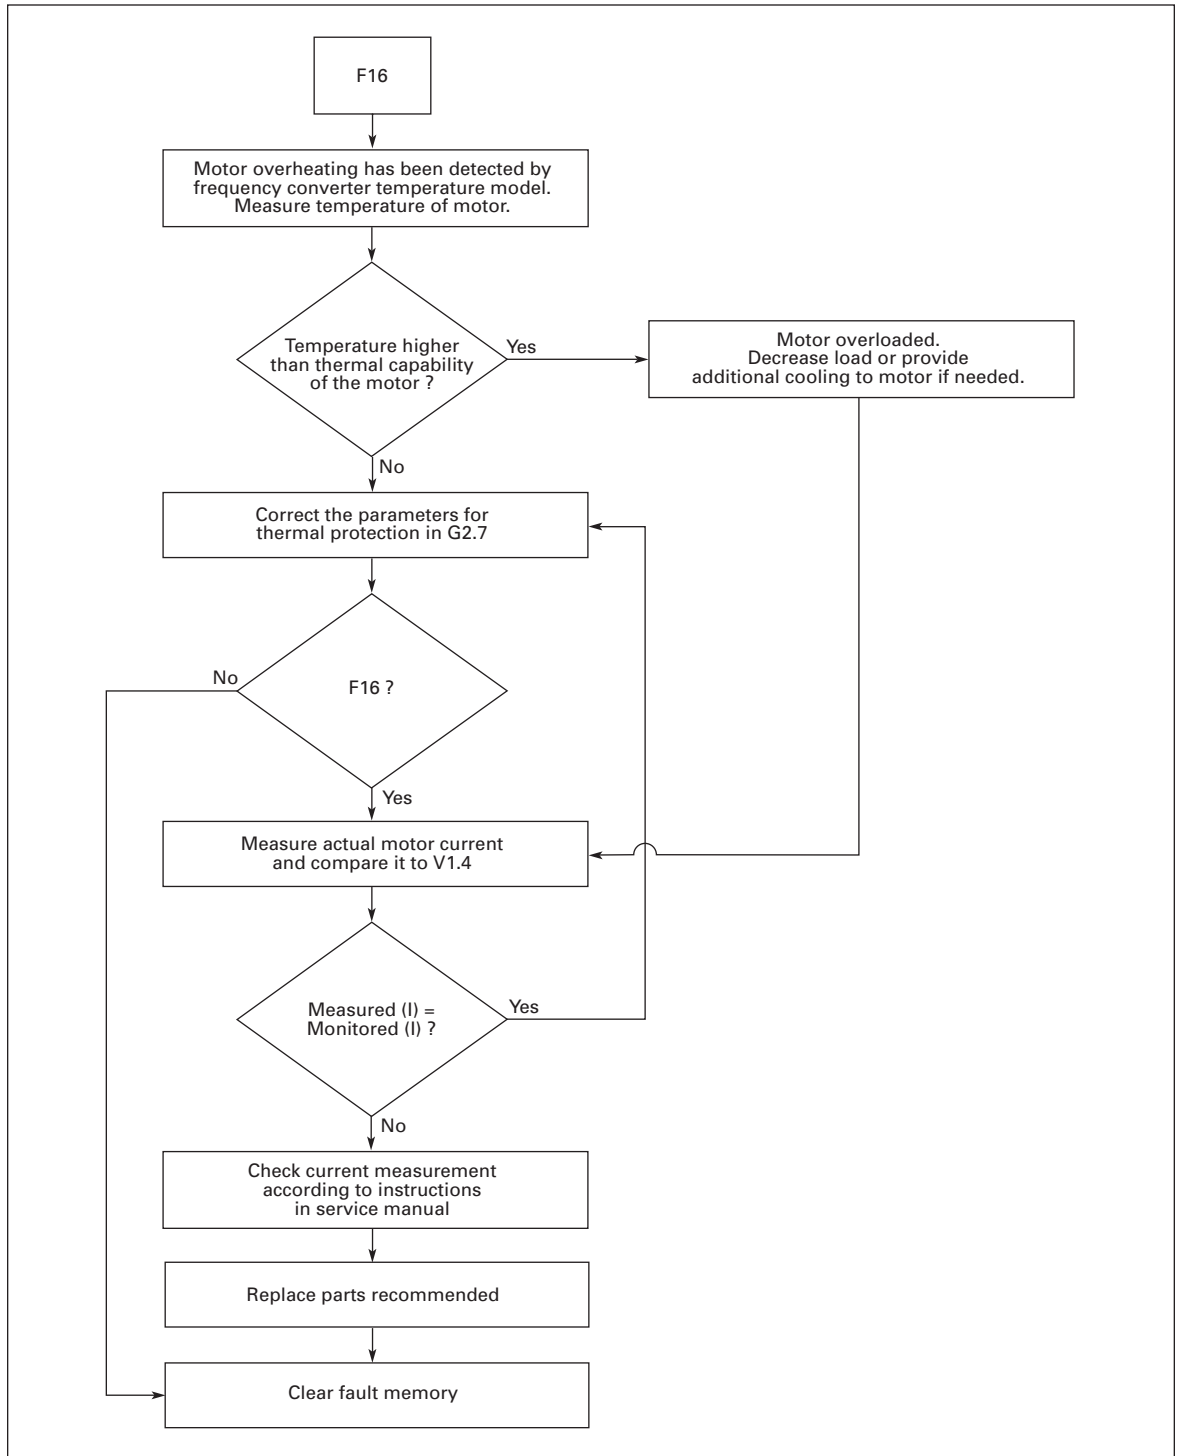 F16
Motor overheating has been detected by
frequency converter temperature model.
Measure temperature of motor.
Temperature higher
than thermal capability
of the motor ?
Yes
Motor overloaded.
Decrease load or provide
additional cooling to motor if needed.
No
Correct the parameters for
thermal protection in G2.7
No
F16 ?
Yes
Measure actual motor current
and compare it to V1.4
Measured (I) =
Monitored (I) ?
Yes
No
Check current measurement
according to instructions
in service manual
Replace parts recommended
Clear fault memory